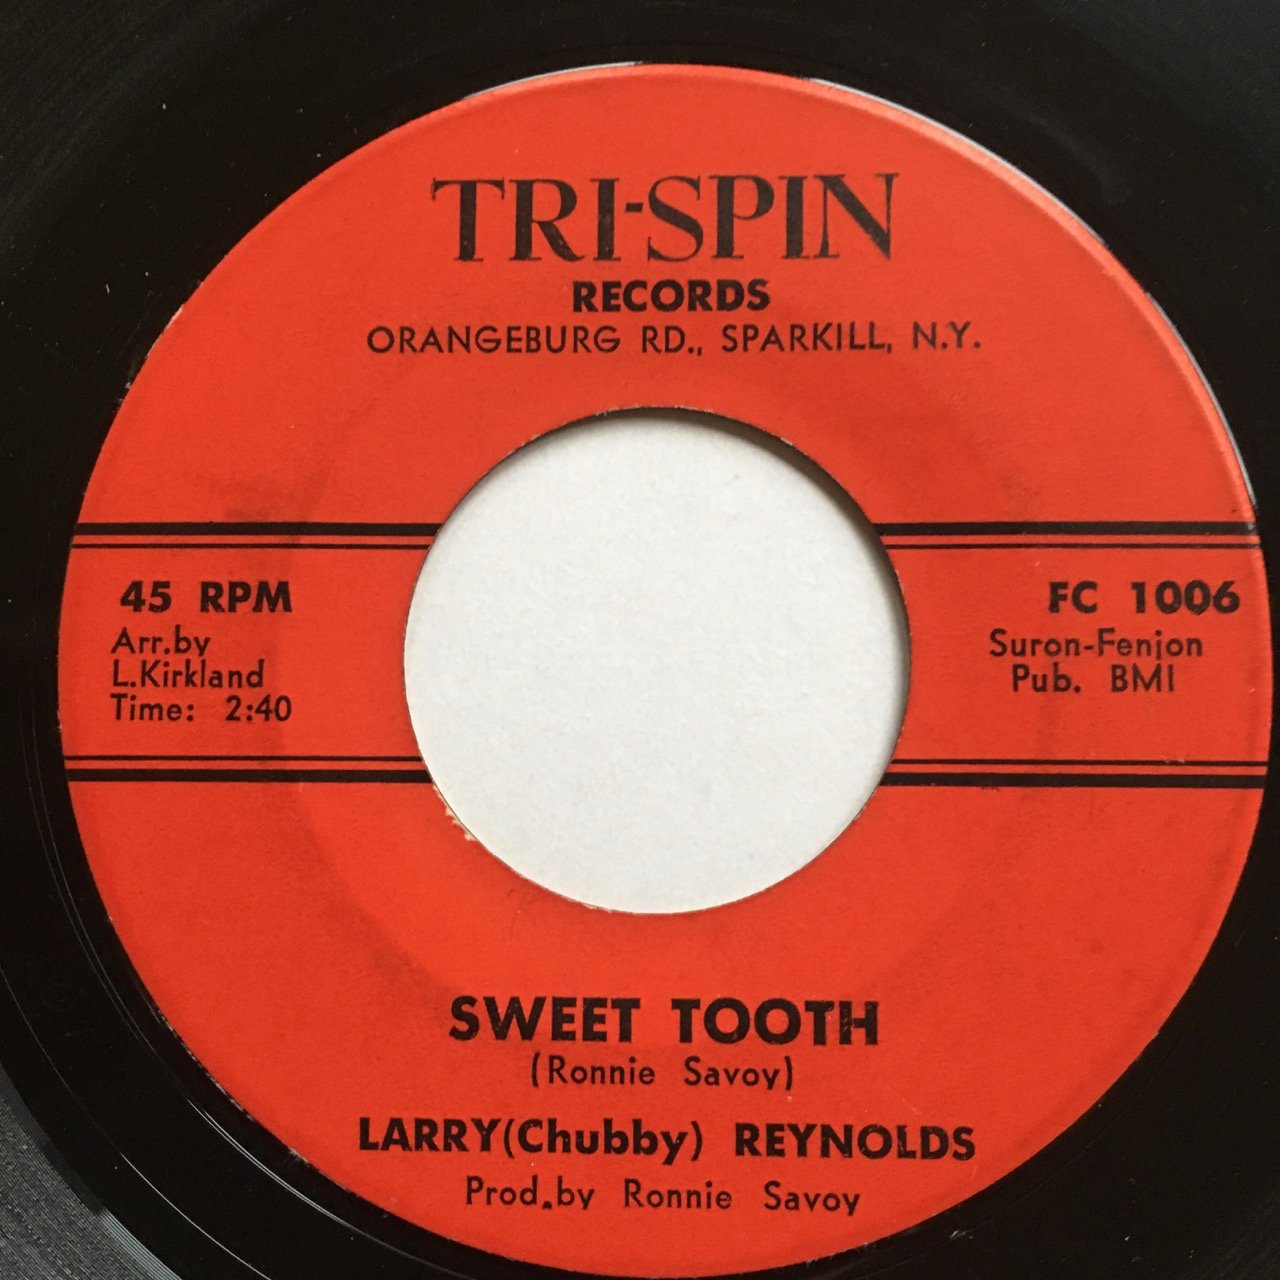 TRI-SPIN
RECORDS
ORANGEBURG RD., SPARKILL, N.Y.
45 RPM
Arr.by
L.Kirkland
Time: 2:40
FC 1006
Suron-Fenjon
Pub. BMI
SWEET TOOTH
(Ronnie Savoy)
LARRY(Chubby) REYNOLDS
Prod.by Ronnie Savoy